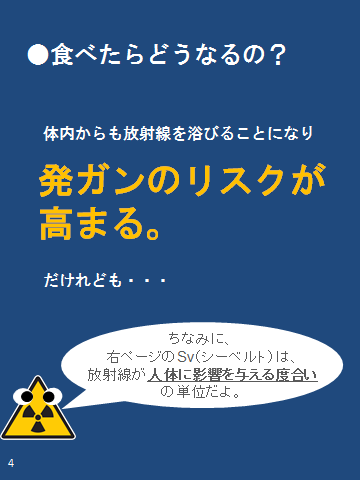 ●食べたらどうなるの？
体内からも放射線を浴びることになり
発ガンのリスクが
高まる。
だけれども・・・
ちなみに、
右ページのSv（シーベルト）は、
放射線が人体に影響を与える度合い
の単位だよ。
4